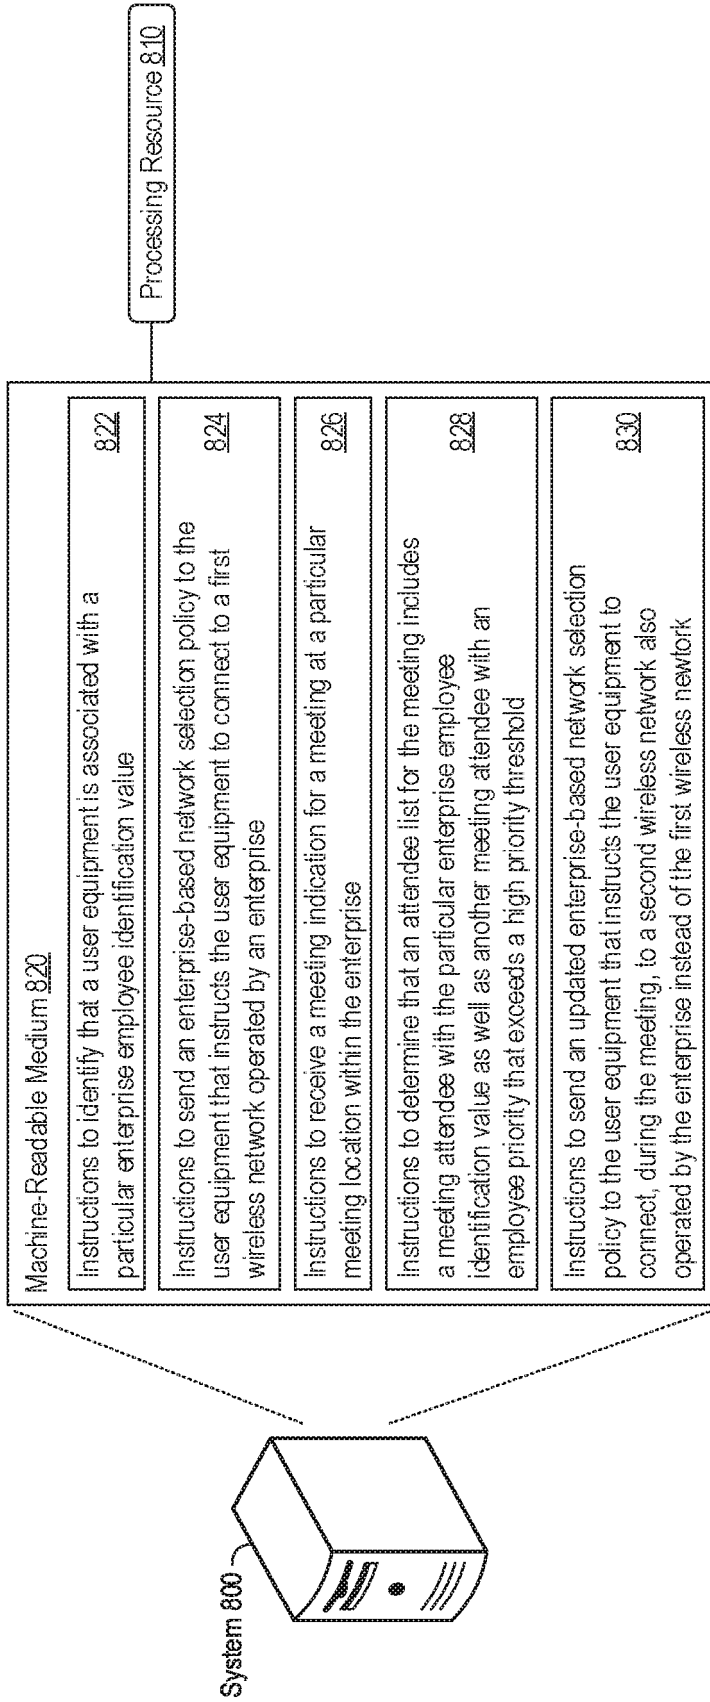 System 800
Machine-Readable Medium 820
Instructions to identify that a user equipment is associated with a
particular enterprise employee identification value
822
Instructions to send an enterprise-based network selection policy to the
user equipment that instructs the user equipment to connect to a first
wireless network operated by an enterprise
824
Instructions to receive a meeting indication for a meeting at a particular
meeting location within the enterprise
826
Instructions to determine that an attendee list for the meeting includes
a meeting attendee with the particular enterprise employee
identification value as well as another meeting attendee with an
employee priority that exceeds a high priority threshold
828
Instructions to send an updated enterprise-based network selection
policy to the user equipment that instructs the user equipment to
connect, during the meeting, to a second wireless network also
operated by the enterprise instead of the first wireless newtork
830
Processing Resource 810